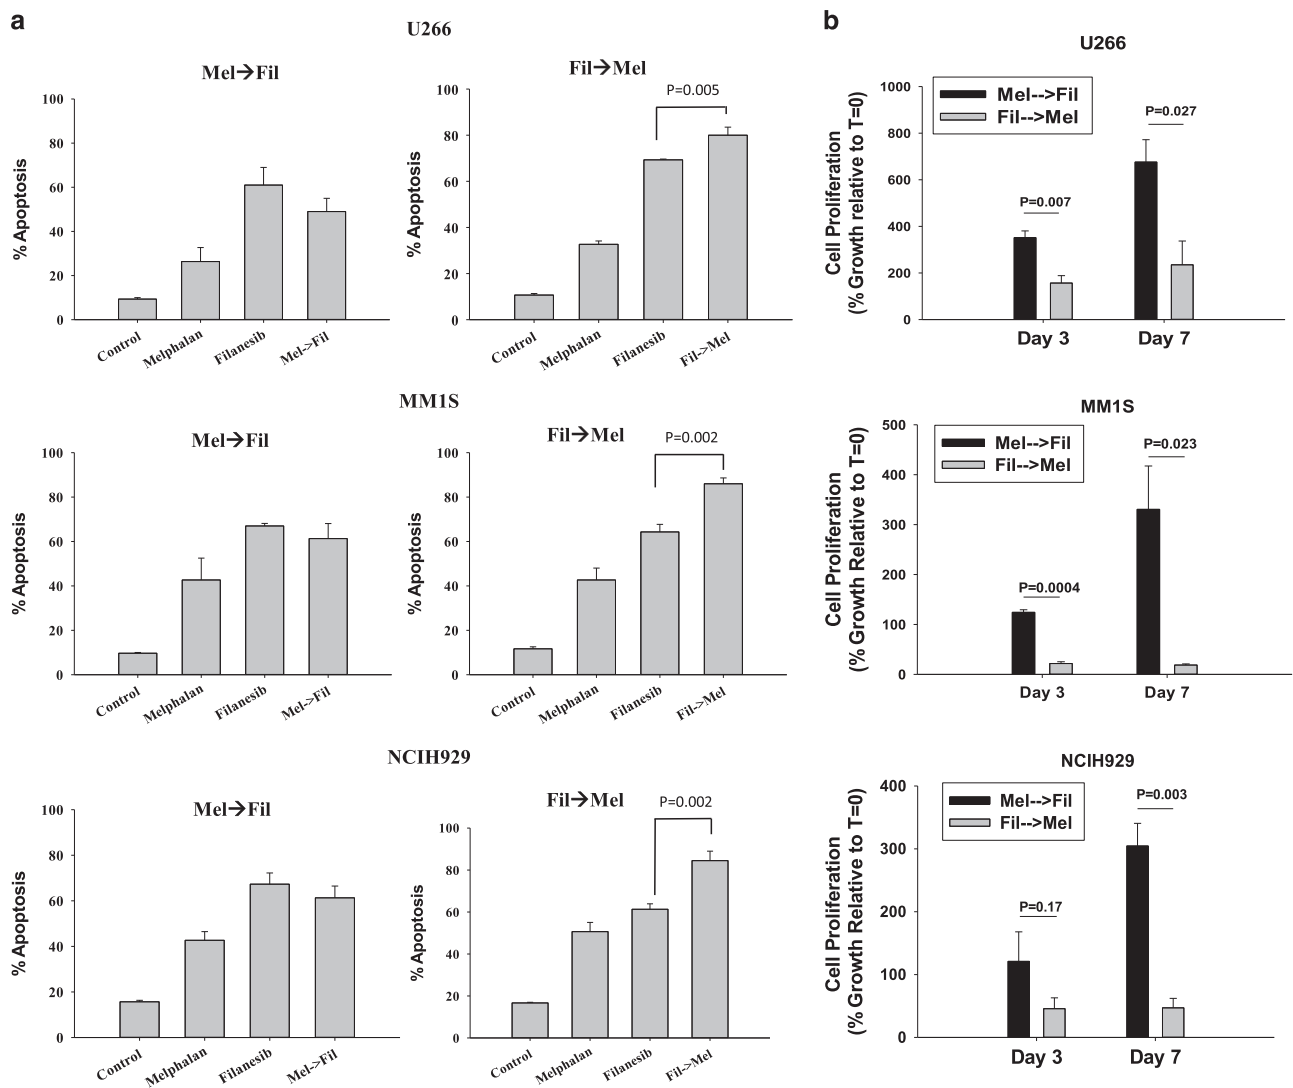 a
U266
Mel→Fil
% Apoptosis
100
80
60
40
20
0
Control
Melphalan
Filanesib
Mel->Fil
Fil→Mel
P=0.005
% Apoptosis
100
80
60
40
20
0
Control
Melphalan
Filanesib
Fil->Mel
MM1S
Mel→Fil
% Apoptosis
100
80
60
40
20
0
Control
Melphalan
Filanesib
Mel->Fil
Fil→Mel
P=0.002
% Apoptosis
100
80
60
40
20
0
Control
Melphalan
Filanesib
Fil->Mel
NCIH929
Mel→Fil
% Apoptosis
100
80
60
40
20
0
Control
Melphalan
Filanesib
Mel->Fil
Fil→Mel
P=0.002
% Apoptosis
100
80
60
40
20
0
Control
Melphalan
Filanesib
Fil->Mel
b
U266
Cell Proliferation
(% Growth relative to T=0)
1000
800
600
400
200
0
Mel-->Fil
Fil-->Mel
P=0.007
P=0.027
Day 3
Day 7
MM1S
Cell Proliferation
(% Growth Relative to T=0)
500
400
300
200
100
0
Mel-->Fil
Fil-->Mel
P=0.0004
P=0.023
Day 3
Day 7
NCIH929
Cell Proliferation
(% Growth Relative to T=0)
400
300
200
100
0
Mel-->Fil
Fil-->Mel
P=0.17
P=0.003
Day 3
Day 7